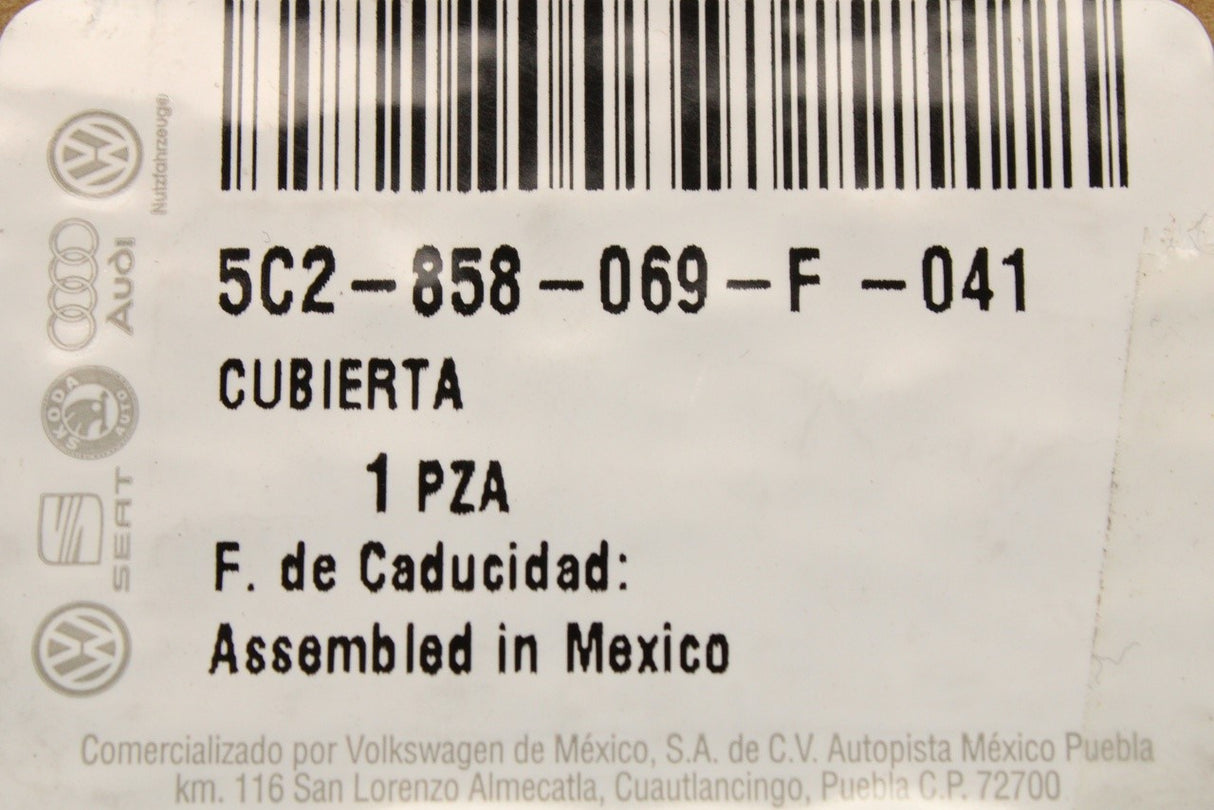 5C2-858-069-F -041
CUBIERTA
1 PZA
F. de Caducidad:
Assembled in Mexico
Comercializado por Volkswagen de México, S.A. de C.V. Autopista México Puebla
km. 116 San Lorenzo Almecatla, Cuautlancingo, Puebla C.P. 72700
Nutzfahrzeuge
Audi
SKODA AUTO
SEAT